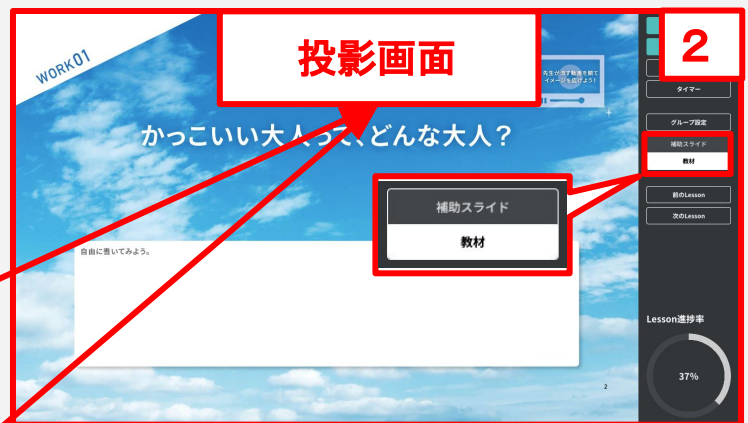 WORK01
投影画面
2
先生が流す動画を観て
イメージを広げよう!
かっこいい大人って、どんな大人?
自由に書いてみよう。
補助スライド
教材
2
タイマー
グループ設定
補助スライド
教材
前のLesson
次のLesson
Lesson進捗率
37%